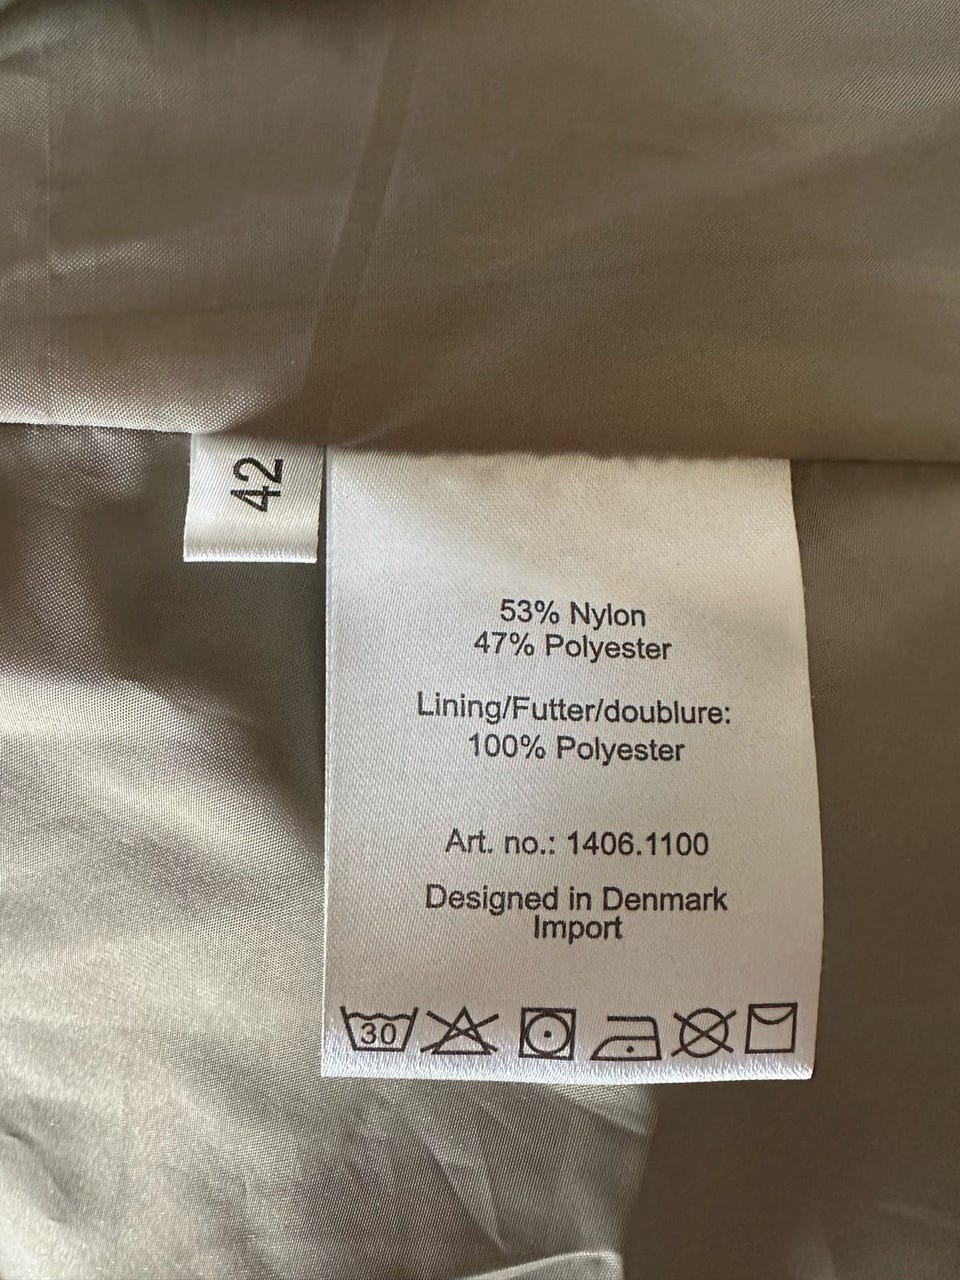 42
53% Nylon
47% Polyester
Lining/Futter/doublure:
100% Polyester
Art. no.: 1406.1100
Designed in Denmark
Import
30